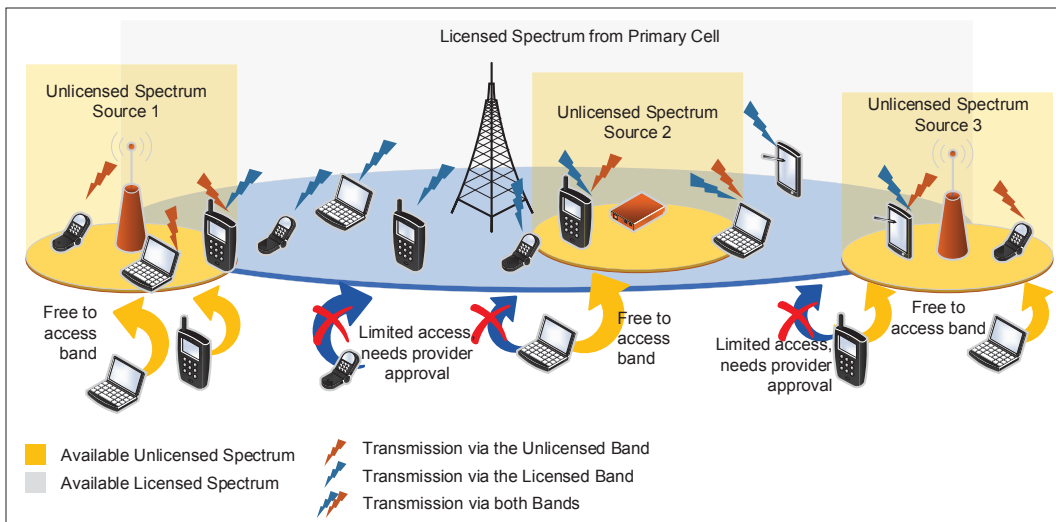 Licensed Spectrum from Primary Cell
Unlicensed Spectrum
Source 1
Unlicensed Spectrum
Source 2
Unlicensed Spectrum
Source 3
Free to
access
band
Limited access,
needs provider
approval
Free to
access
band
Limited access,
needs provider
approval
Free to
access band
Available Unlicensed Spectrum
Available Licensed Spectrum
Transmission via the Unlicensed Band
Transmission via the Licensed Band
Transmission via both Bands